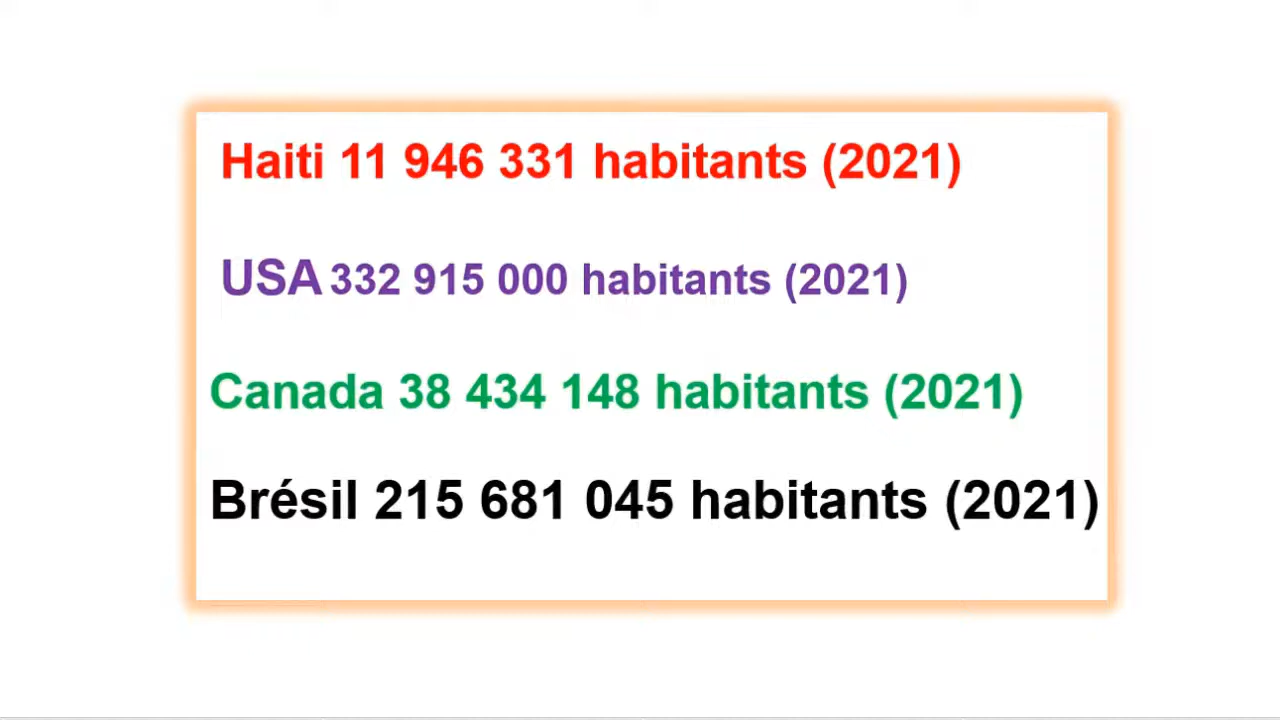 Haiti 11 946 331 habitants (2021)
USA 332 915 000 habitants (2021)
Canada 38 434 148 habitants (2021)
Brésil 215 681 045 habitants (2021)